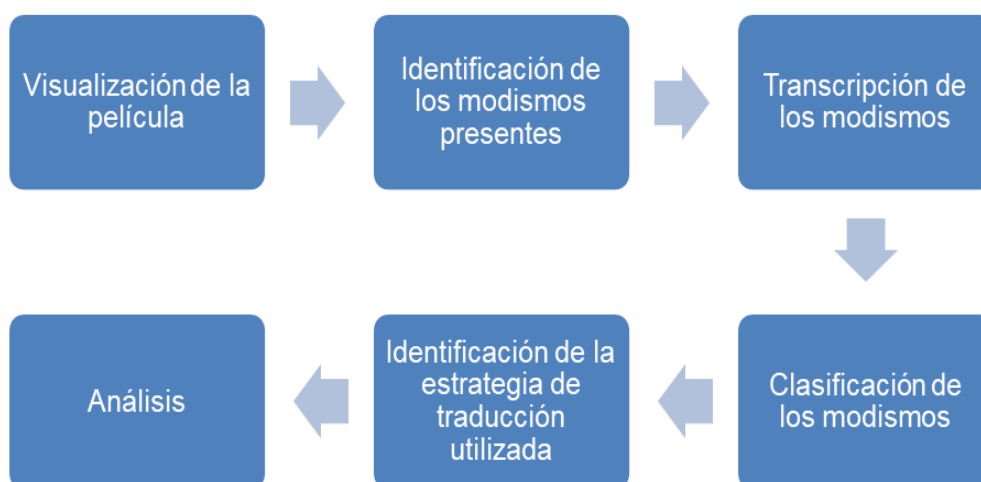 Visualización de la
película
Identificación de
los modismos
presentes
Transcripción de
los modismos
Clasificación de
los modismos
Identificación de la
estrategia de
traducción
utilizada
Análisis